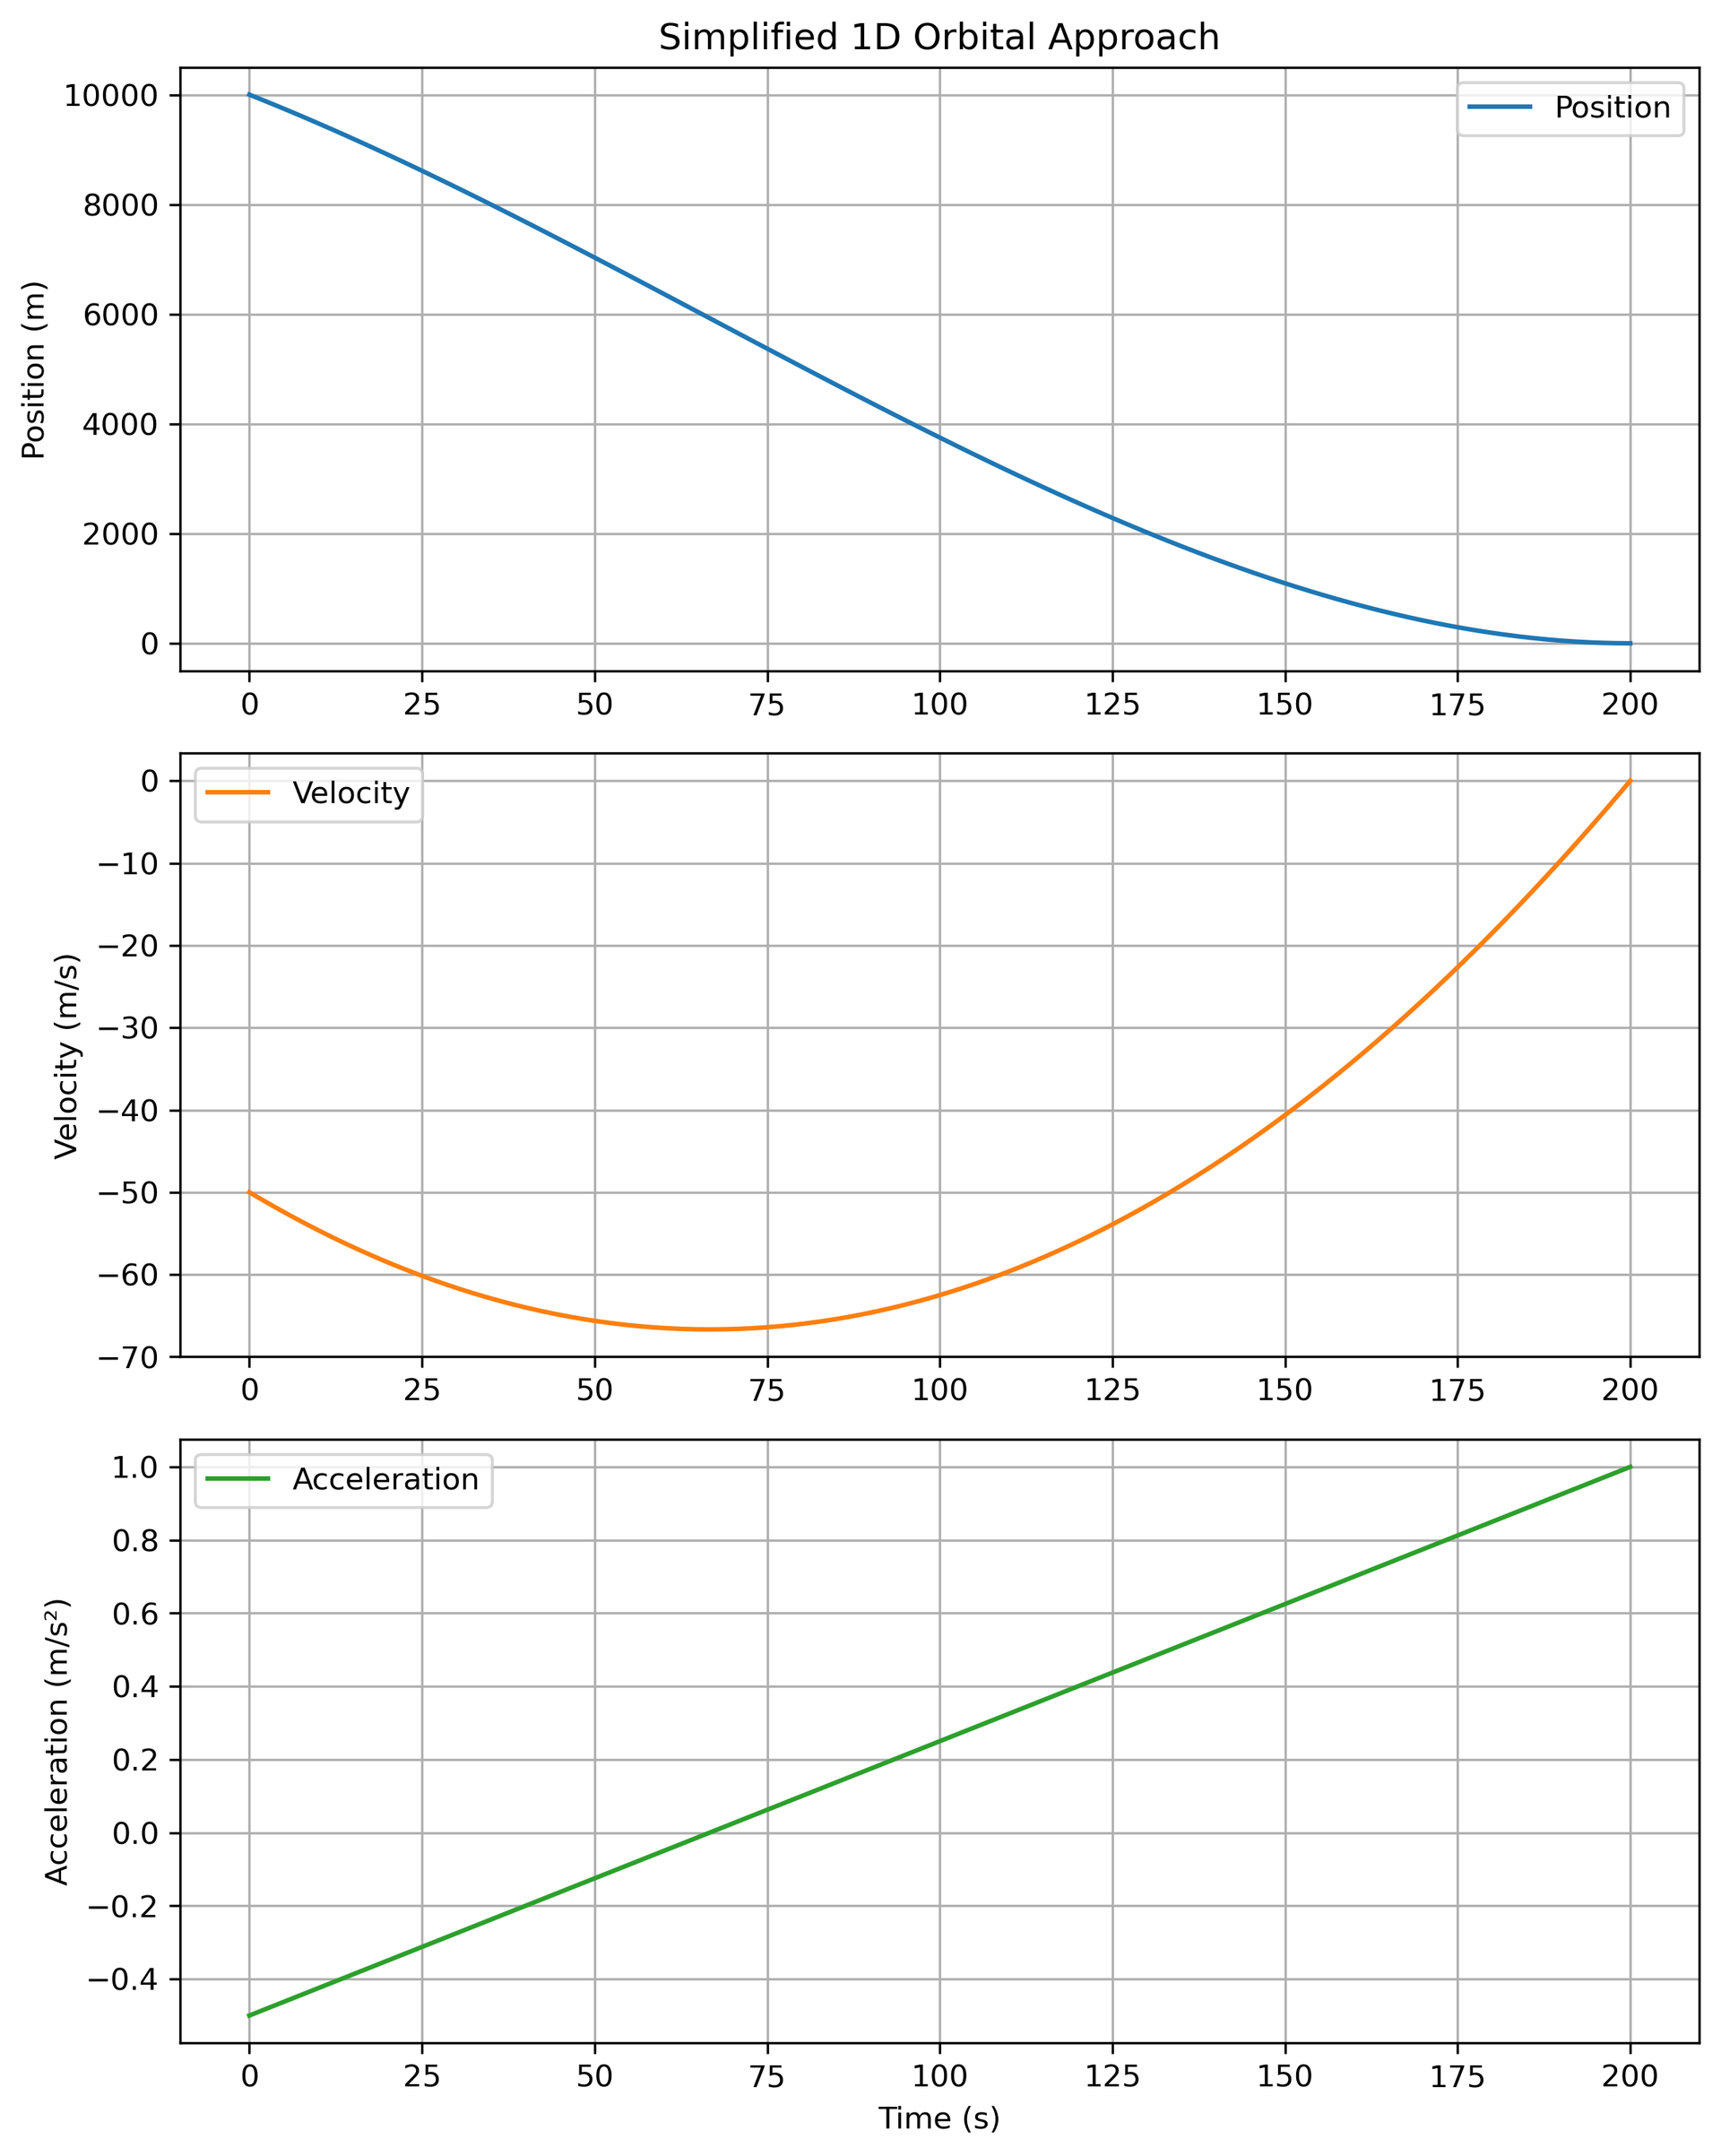 Simplified 1D Orbital Approach
Position (m)
10000
8000
6000
4000
2000
0
Position
0 25 50 75 100 125 150 175 200
Velocity (m/s)
0
−10
−20
−30
−40
−50
−60
−70
Velocity
0 25 50 75 100 125 150 175 200
Acceleration (m/s²)
1.0
0.8
0.6
0.4
0.2
0.0
−0.2
−0.4
Acceleration
0 25 50 75 100 125 150 175 200
Time (s)